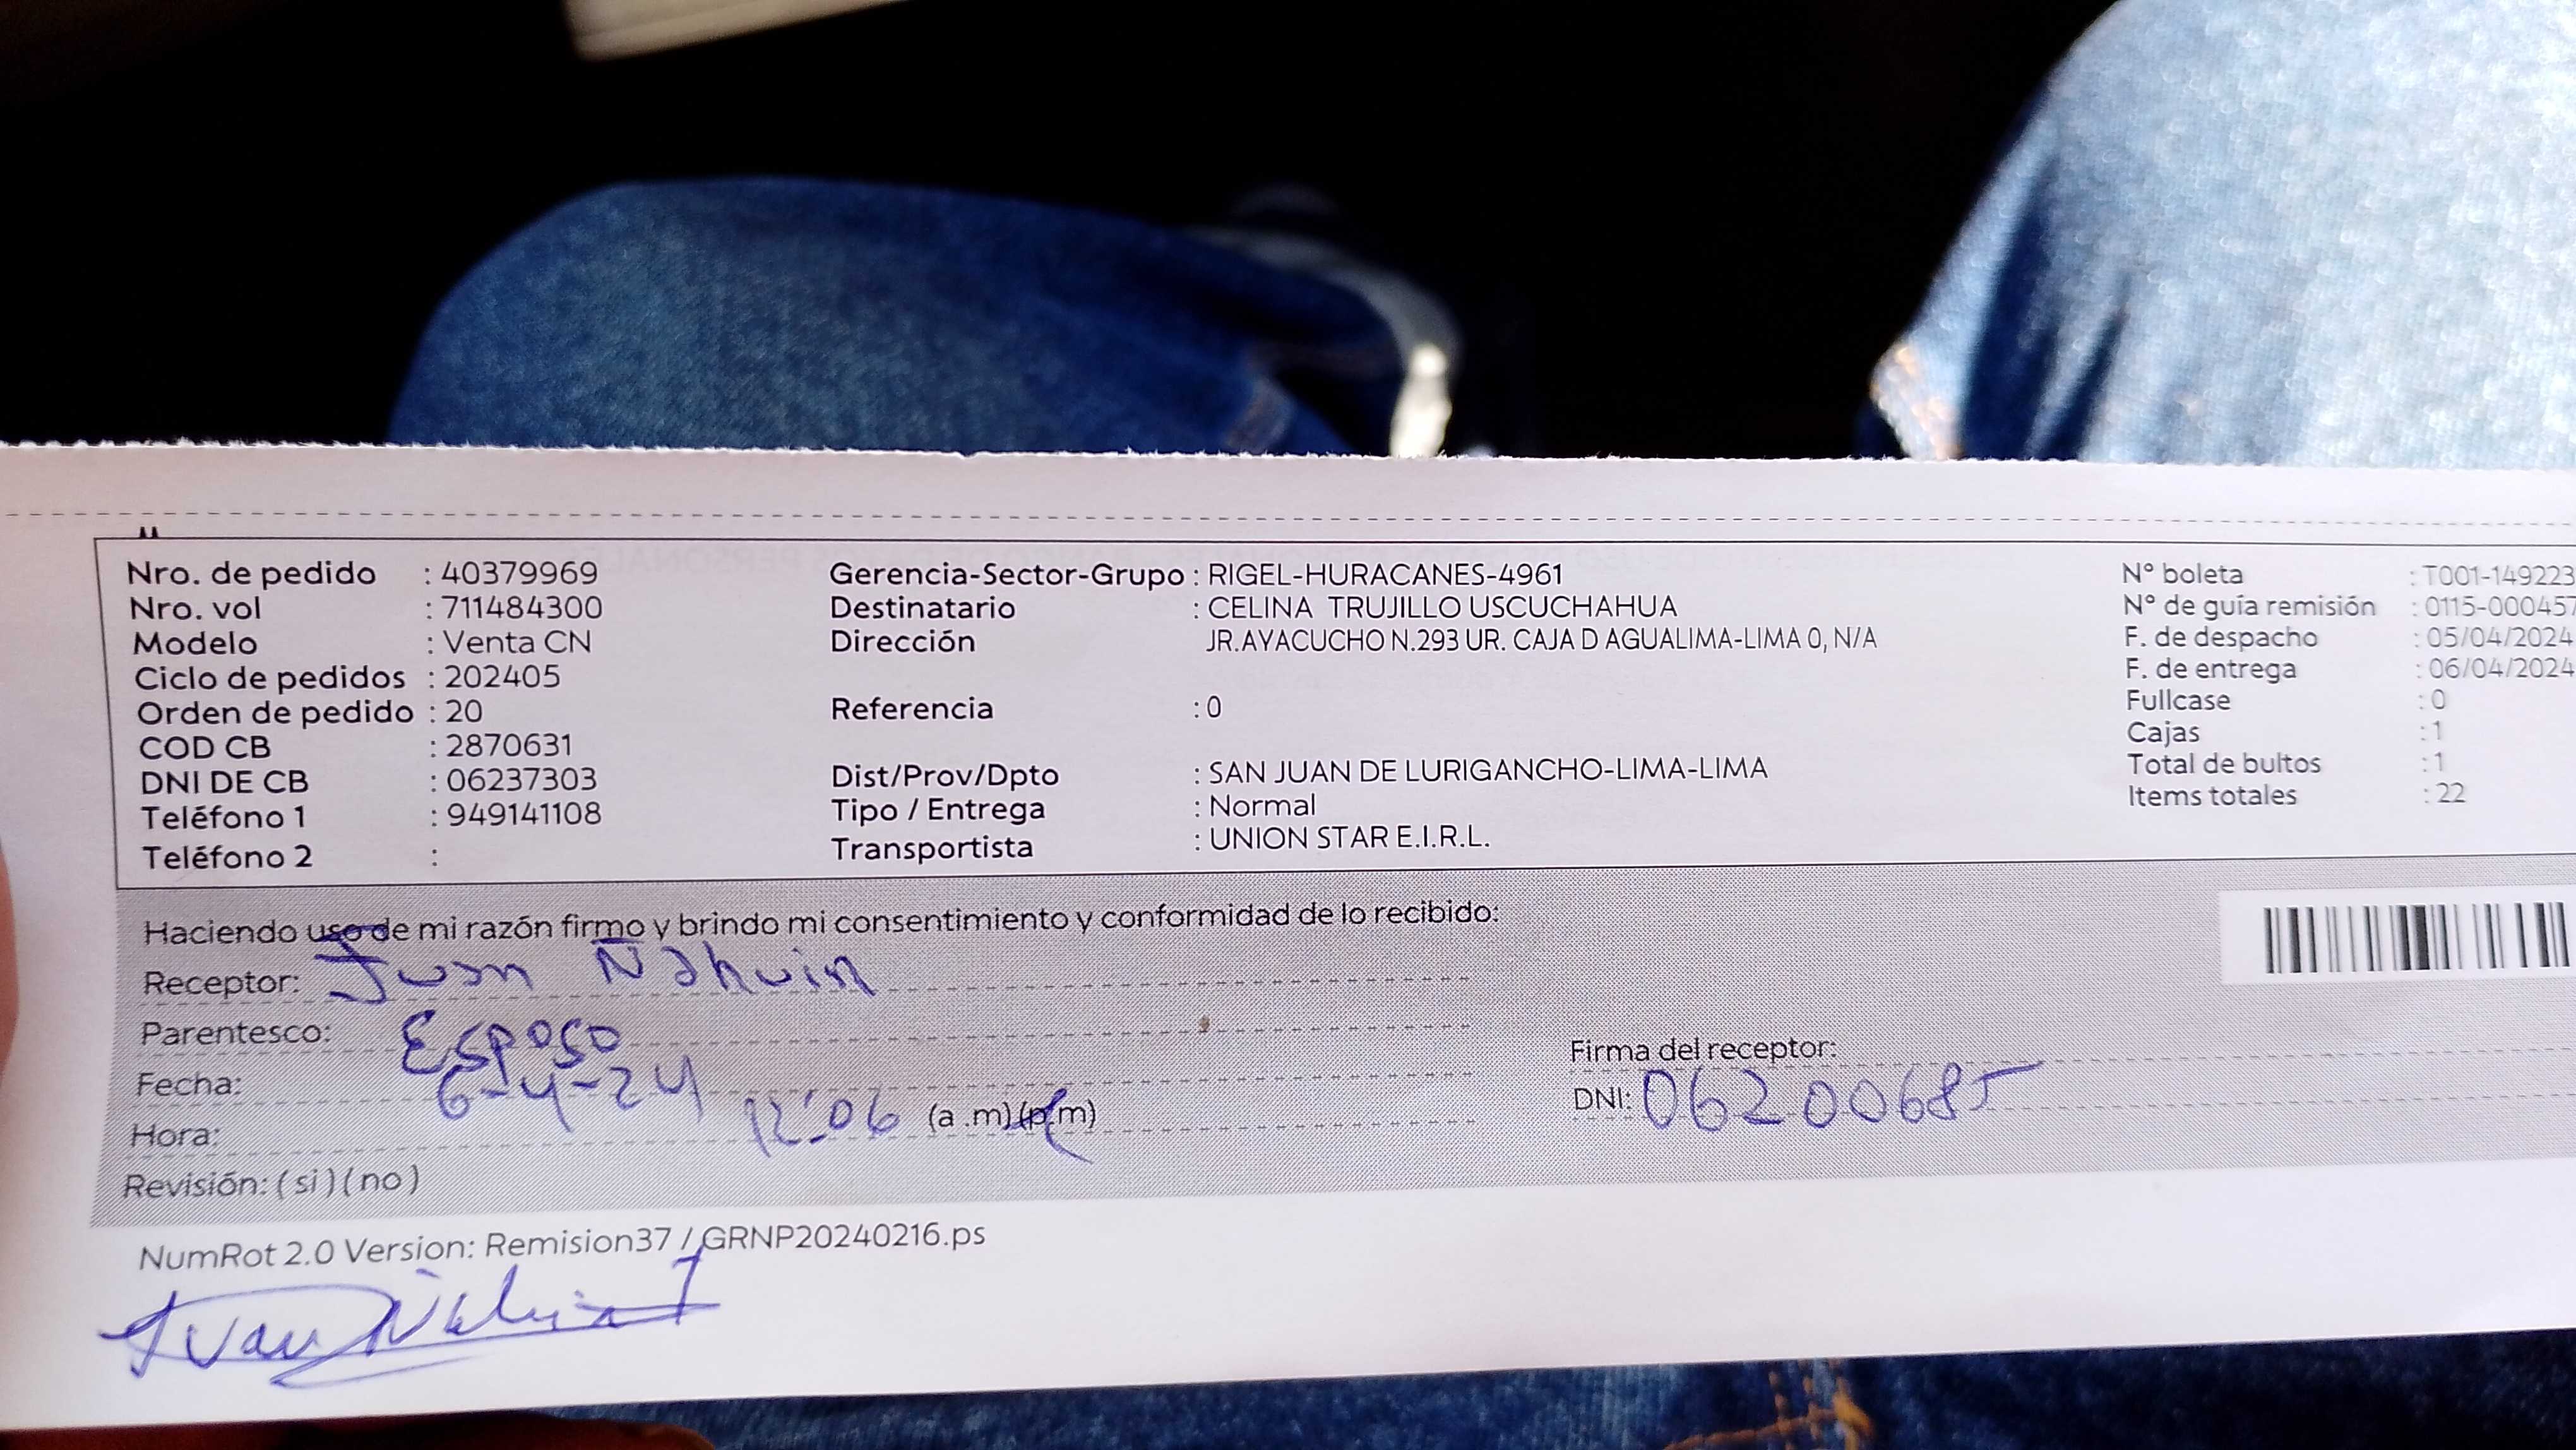 Nro. de pedido : 40379969
Nro. vol : 711484300
Modelo : Venta CN
Ciclo de pedidos : 202405
Orden de pedido : 20
COD CB : 2870631
DNI DE CB : 06237303
Teléfono 1 : 949141108
Teléfono 2 :
Gerencia-Sector-Grupo : RIGEL-HURACANES-4961
Destinatario : CELINA TRUJILLO USCUCHAHUA
Dirección JR.AYACUCHO N.293 UR. CAJA D AGUALIMA-LIMA 0, N/A
Referencia : 0
Dist/Prov/Dpto : SAN JUAN DE LURIGANCHO-LIMA-LIMA
Tipo / Entrega : Normal
Transportista : UNION STAR E.I.R.L.
N° boleta : T001-149223
N° de guía remisión : 0115-000457
F. de despacho : 05/04/2024
F. de entrega : 06/04/2024
Fullcase : 0
Cajas : 1
Total de bultos : 1
Items totales : 22
Haciendo uso de mi razón firmo y brindo mi consentimiento y conformidad de lo recibido:
Receptor: Juan Ñahuin
Parentesco: Esposo
Fecha: 6-4-24
Hora: 12:06 (a .m) (p.m)
Revisión: ( si ) ( no )
Firma del receptor:
DNI: 06200685
NumRot 2.0 Version: Remision37 / GRNP20240216.ps
Juan Ñahuin T